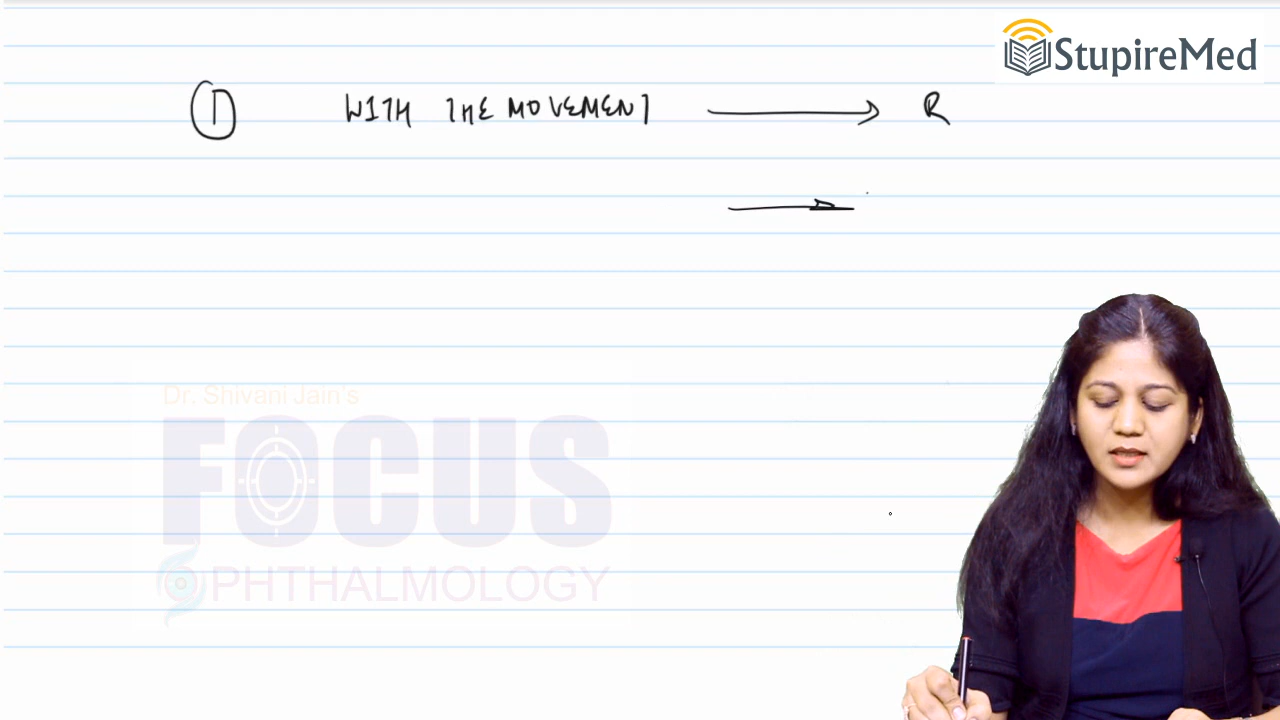 StupireMed
① WITH THE MOVEMENT → R
→
Dr. Shivani Jain's
FOCUS
OPHTHALMOLOGY